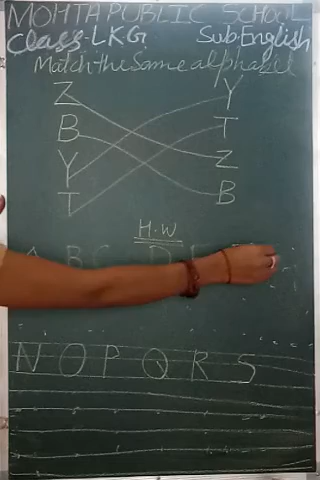 MOHTA PUBLIC SCHOOL
Class-LKG Sub English
Match the Same alphabet
Z Y
B T
Y Z
T B
H.W
A B C D E
N O P Q R S